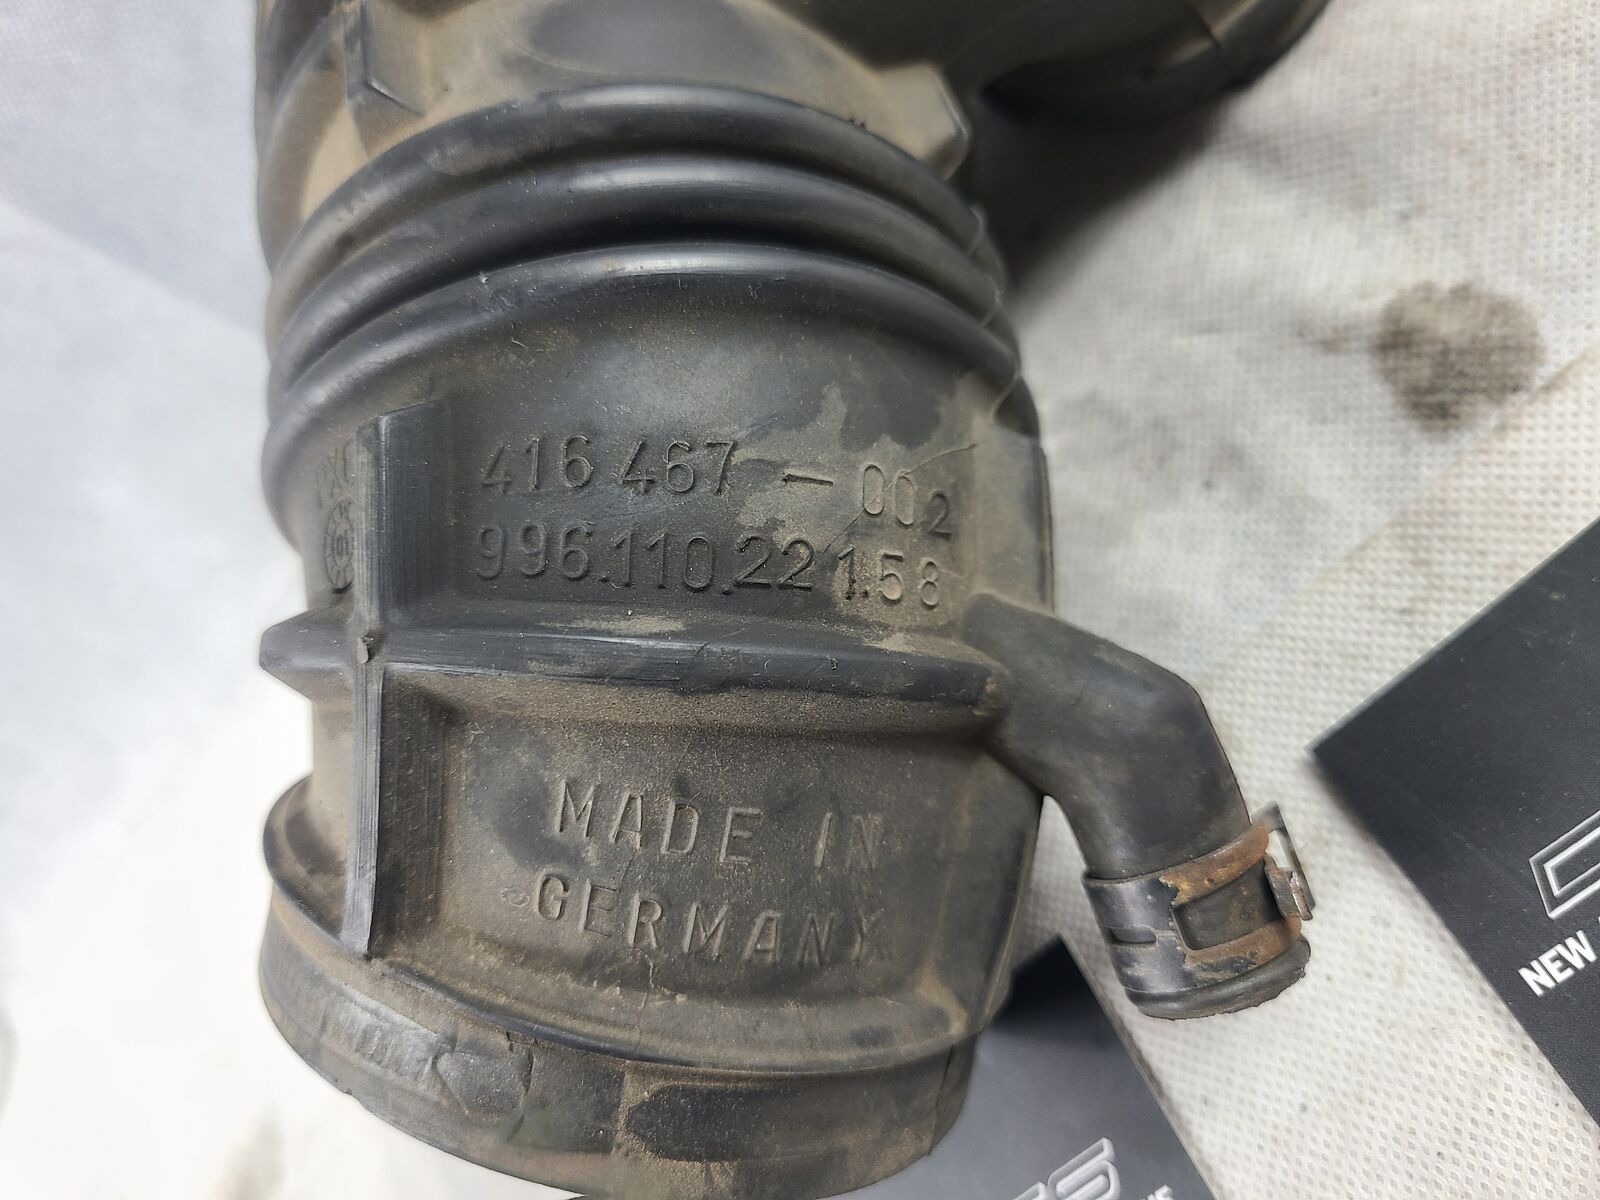 416 467 - 002
996.110.221.58
MADE IN
GERMANY
NEW